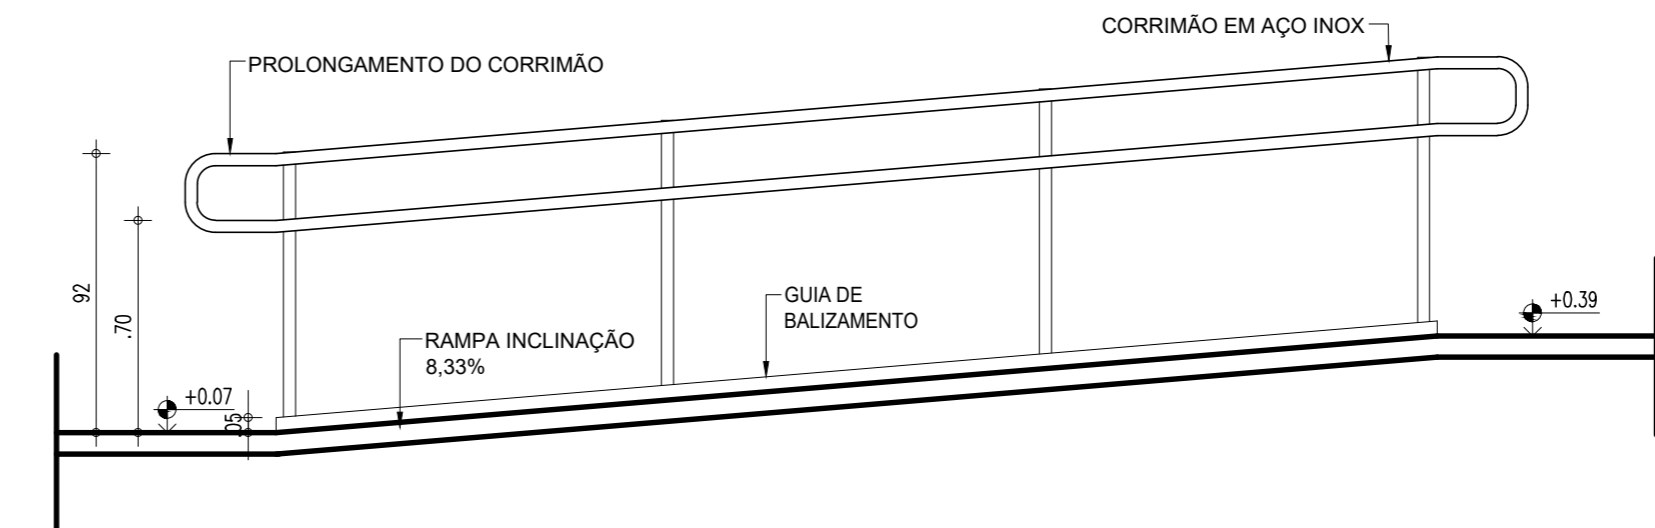 CORRIMÃO EM AÇO INOX
PROLONGAMENTO DO CORRIMÃO
92
.70
GUIA DE
BALIZAMENTO
+0.39
RAMPA INCLINAÇÃO
8,33%
+0.07
.05